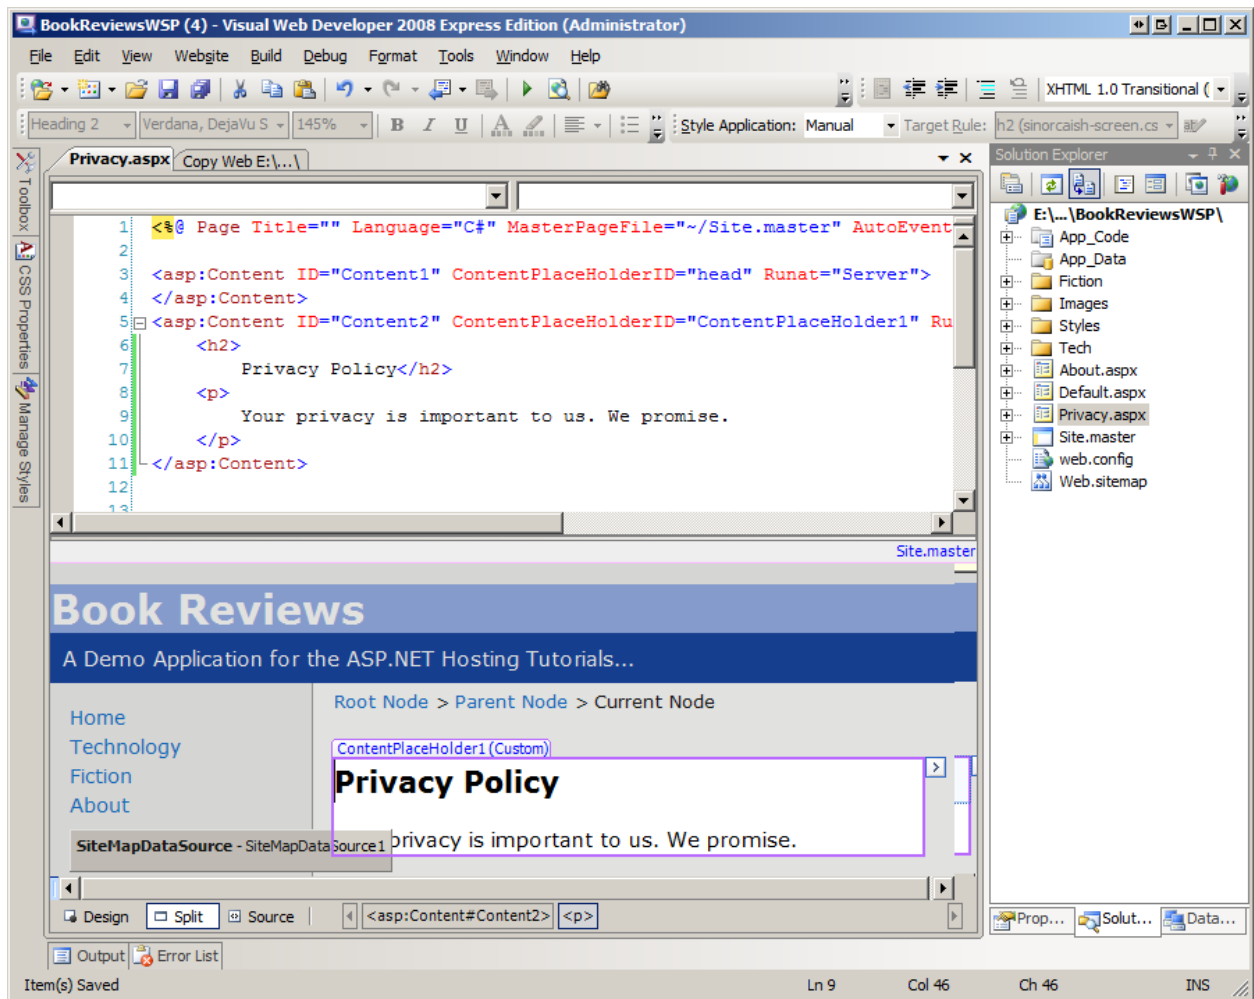 BookReviewsWSP (4) - Visual Web Developer 2008 Express Edition (Administrator)
File Edit View Website Build Debug Format Tools Window Help
XHTML 1.0 Transitional (
Heading 2 Verdana, DejaVu S 145% B I U A Style Application: Manual Target Rule: h2 (sinorcaish-screen.cs ab
Toolbox
CSS Properties
Manage Styles
Privacy.aspx Copy Web E:\...\
1 <%@ Page Title="" Language="C#" MasterPageFile="~/Site.master" AutoEvent
2
3 <asp:Content ID="Content1" ContentPlaceHolderID="head" Runat="Server">
4 </asp:Content>
5 <asp:Content ID="Content2" ContentPlaceHolderID="ContentPlaceHolder1" Ru
6 <h2>
7 Privacy Policy</h2>
8 <p>
9 Your privacy is important to us. We promise.
10 </p>
11 </asp:Content>
12
13
Site.master
Book Reviews
A Demo Application for the ASP.NET Hosting Tutorials...
Home
Technology
Fiction
About
SiteMapDataSource - SiteMapDataSource1
Root Node > Parent Node > Current Node
ContentPlaceHolder1 (Custom)
Privacy Policy
privacy is important to us. We promise.
Design Split Source <asp:Content#Content2> <p>
Solution Explorer
E:\...\BookReviewsWSP\
App_Code
App_Data
Fiction
Images
Styles
Tech
About.aspx
Default.aspx
Privacy.aspx
Site.master
web.config
Web.sitemap
Prop... Solut... Data...
Output Error List
Item(s) Saved Ln 9 Col 46 Ch 46 INS